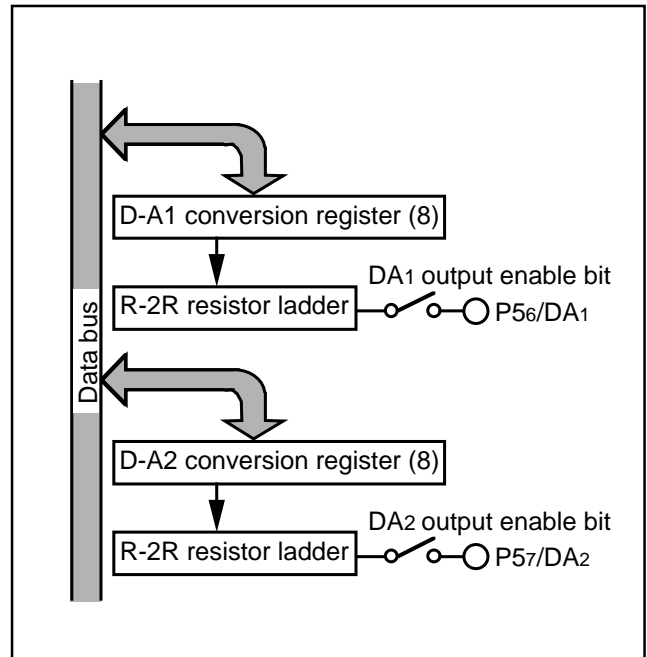 D-A1 conversion register (8)
R-2R resistor ladder
DA1 output enable bit
P56/DA1
Data bus
D-A2 conversion register (8)
R-2R resistor ladder
DA2 output enable bit
P57/DA2